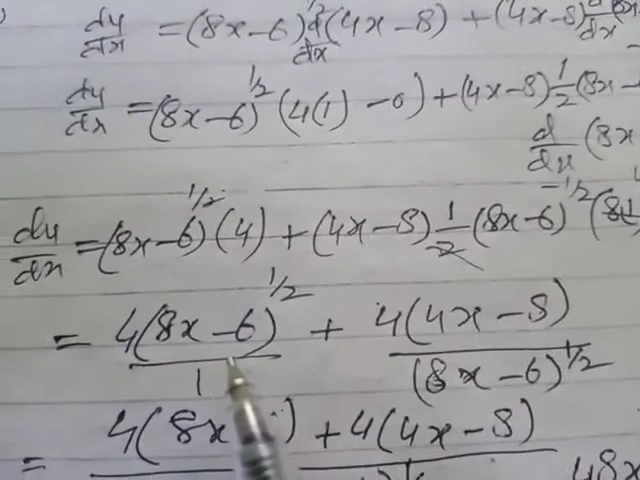 dy/dx = (8x-6)^1/2 d/dx (4x-8) + (4x-8) d/dx (8x
dy/dx = (8x-6)^1/2 (4(1) -0) + (4x-8) 1/2 (8x-
d/dx (8x
dy/dx = (8x-6)^1/2 (4) + (4x-8) 1/2 (8x-6)^-1/2 (8
= 4(8x-6)^1/2 / 1 + 4(4x-8) / (8x-6)^1/2
= 4(8x ) + 4(4x-8)
48x